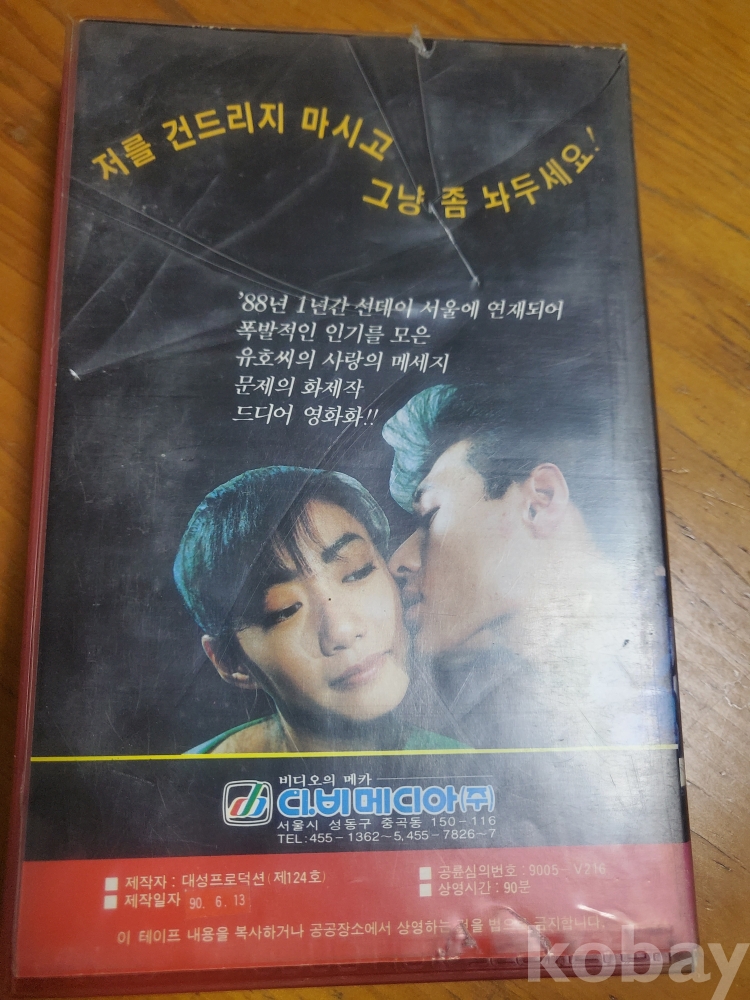 저를 건드리지 마시고
그냥 좀 놔두세요!
'88년 1년간 선데이 서울에 연재되어
폭발적인 인기를 모은
유호씨의 사랑의 메세지
문제의 화제작
드디어 영화화!!
비디오의 메카
디.비메디아(주)
서울시 성동구 중곡동 150-116
TEL: 455-1362~5, 455-7826~7
■ 제작자 : 대성프로덕션 (제124호)
■ 공륜심의번호 : 9005-V216
■ 제작일자 90. 6. 13
■ 상영시간 : 90분
이 테이프 내용을 복사하거나 공공장소에서 상영하는 것을 법으로 금지합니다.
kobay